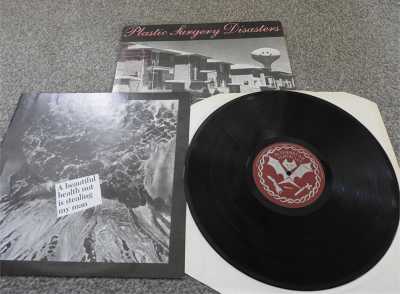 Plastic Surgery Disasters
A beautiful
health nut
is stealing
my man